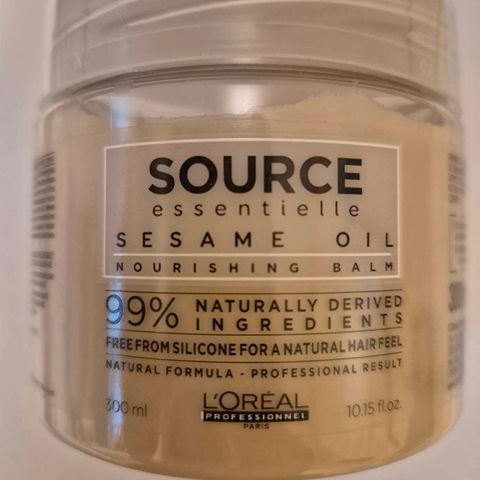 SOURCE
essentielle
SESAME OIL
NOURISHING BALM
99% NATURALLY DERIVED
INGREDIENTS
FREE FROM SILICONE FOR A NATURAL HAIR FEEL
NATURAL FORMULA - PROFESSIONAL RESULT
300 ml
L'ORÉAL
PROFESSIONNEL
PARIS
10.15 fl.oz.